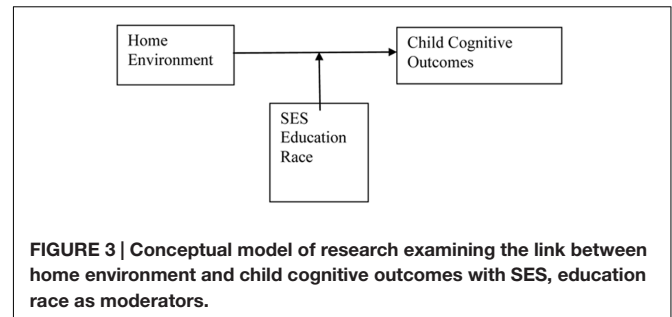 Home
Environment
Child Cognitive
Outcomes
SES
Education
Race
FIGURE 3 | Conceptual model of research examining the link between
home environment and child cognitive outcomes with SES, education
race as moderators.